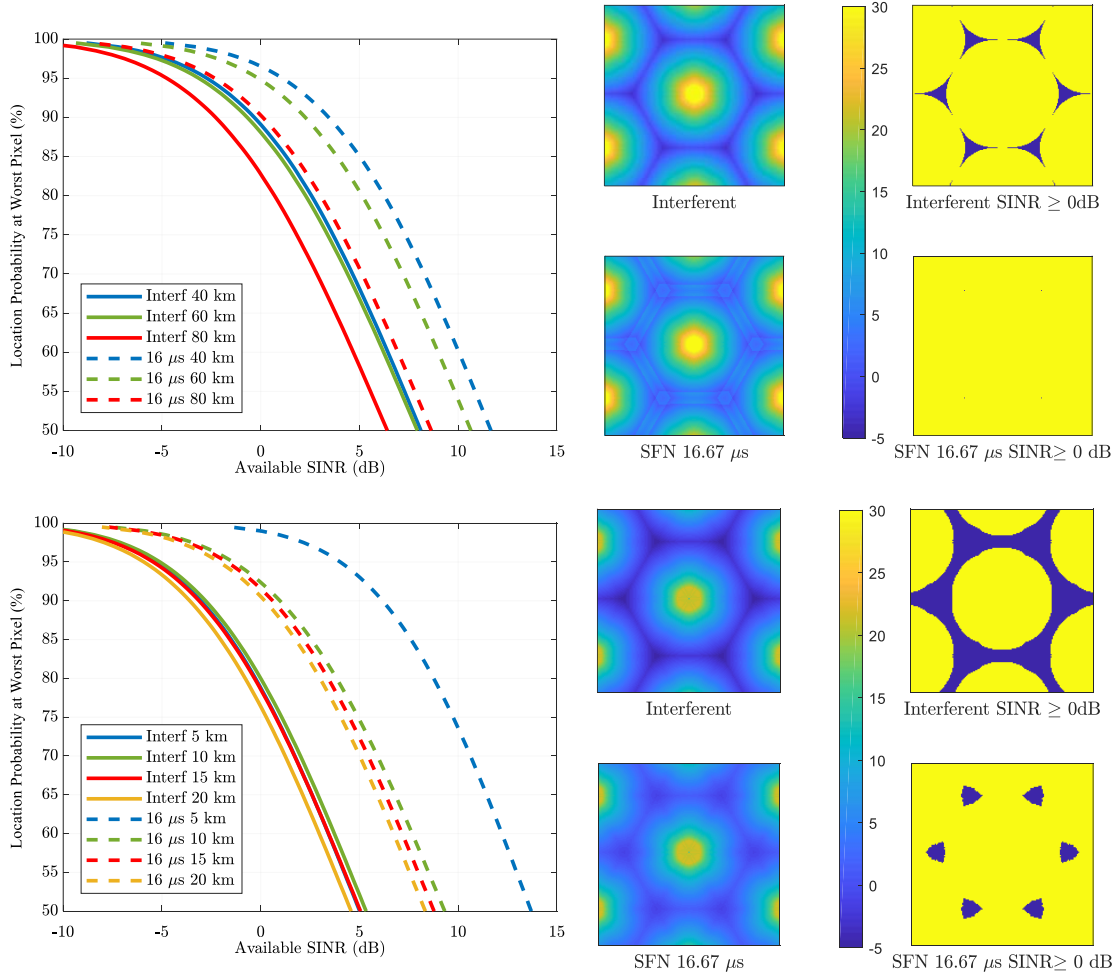 Location Probability at Worst Pixel (%)
100
95
90
85
80
75
70
65
60
55
50
Interf 40 km
Interf 60 km
Interf 80 km
16 μs 40 km
16 μs 60 km
16 μs 80 km
-10
-5
0
5
10
15
Available SINR (dB)
Interferent
SFN 16.67 μs
30
25
20
15
10
5
0
-5
Interferent SINR ≥ 0dB
SFN 16.67 μs SINR≥ 0 dB
Location Probability at Worst Pixel (%)
100
95
90
85
80
75
70
65
60
55
50
Interf 5 km
Interf 10 km
Interf 15 km
Interf 20 km
16 μs 5 km
16 μs 10 km
16 μs 15 km
16 μs 20 km
-10
-5
0
5
10
15
Available SINR (dB)
Interferent
SFN 16.67 μs
30
25
20
15
10
5
0
-5
Interferent SINR ≥ 0dB
SFN 16.67 μs SINR≥ 0 dB